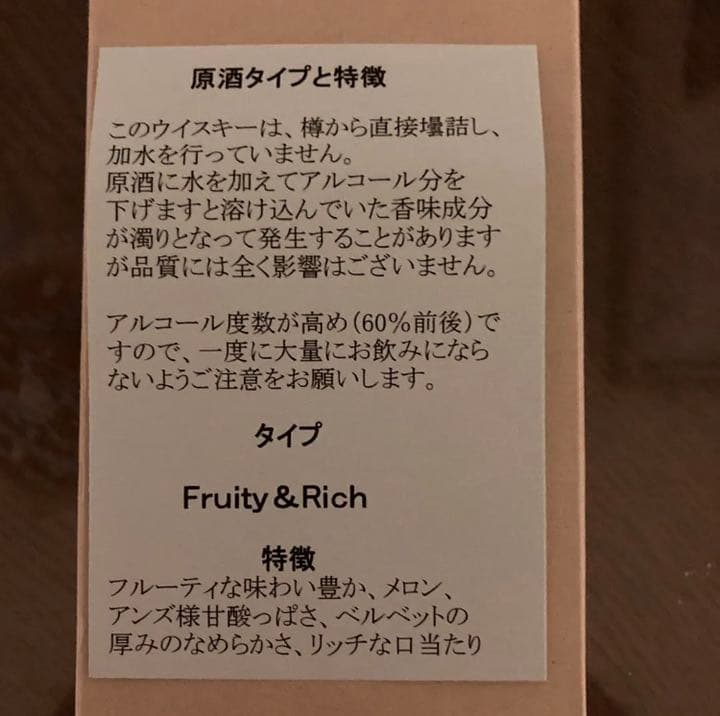 原酒タイプと特徴
このウイスキーは、樽から直接壜詰し、
加水を行っていません。
原酒に水を加えてアルコール分を
下げますと溶け込んでいた香味成分
が濁りとなって発生することがあります
が品質には全く影響はございません。
アルコール度数が高め(60%前後)で
すので、一度に大量にお飲みになら
ないようご注意をお願いします。
タイプ
Fruity＆Rich
特徴
フルーティな味わい豊か、メロン、
アンズ様甘酸っぱさ、ベルベットの
厚みのなめらかさ、リッチな口当たり